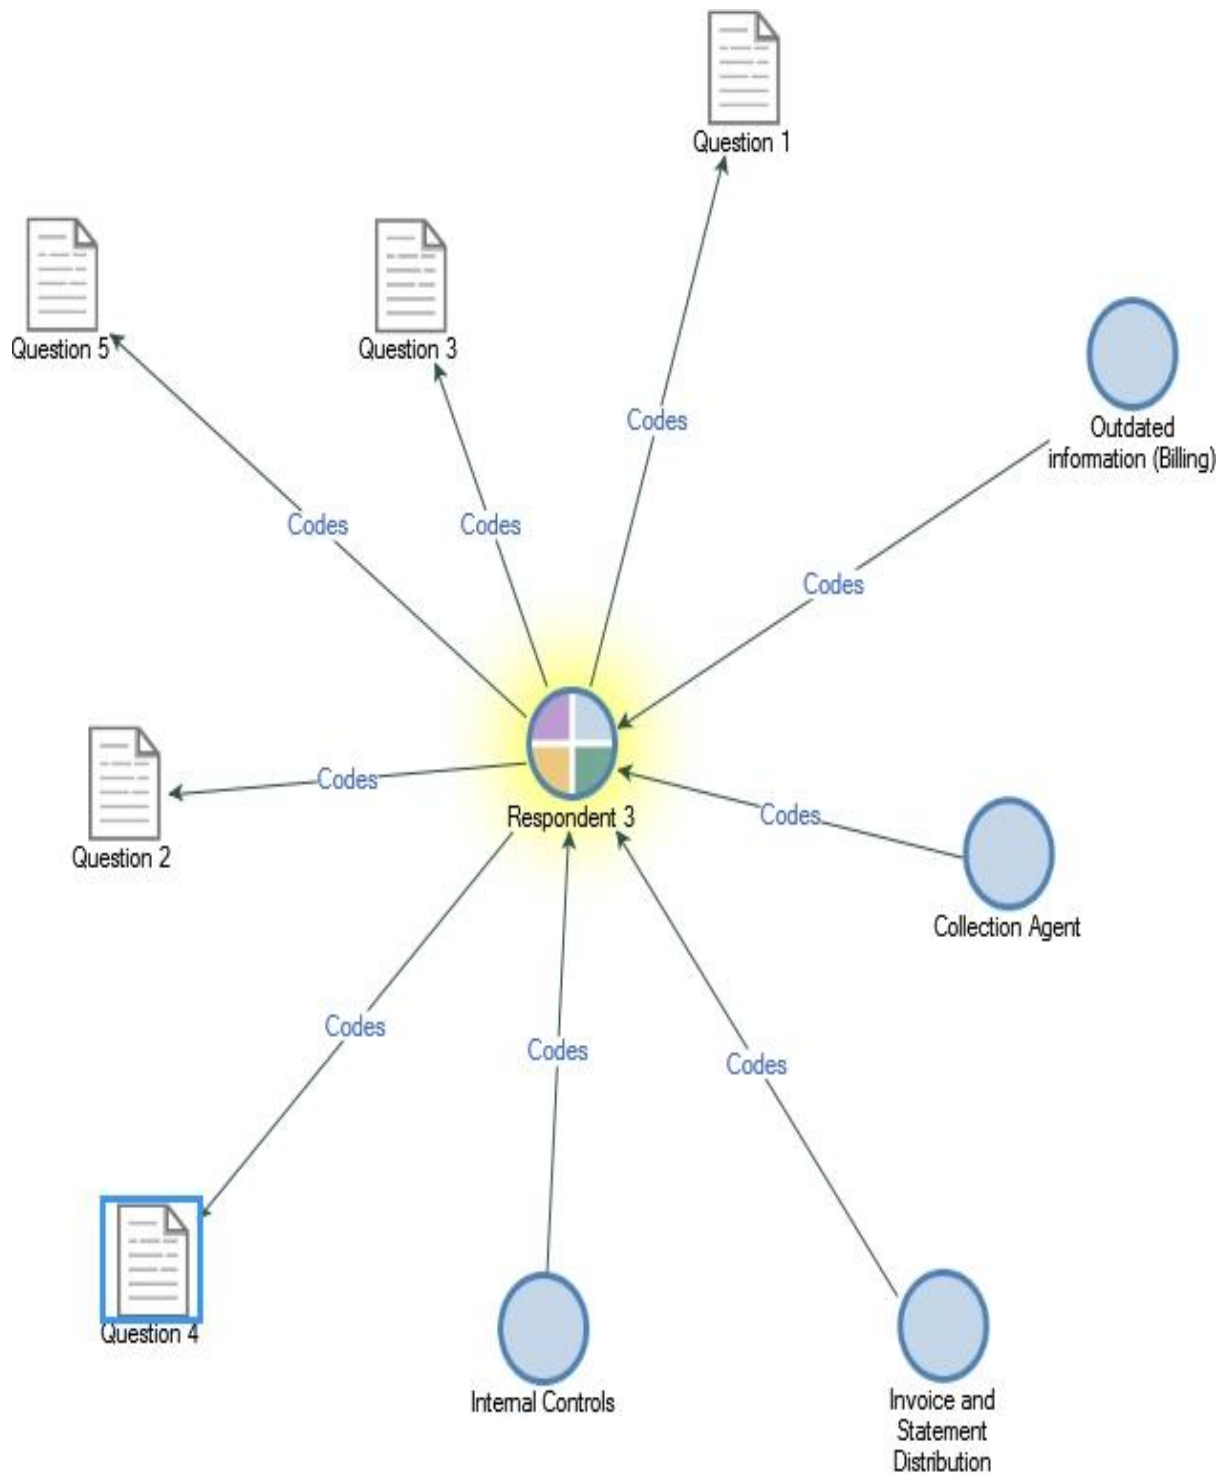 Question 1
Question 5
Question 3
Codes
Outdated
information (Billing)
Codes
Codes
Codes
Codes
Respondent 3
Codes
Question 2
Collection Agent
Codes
Codes
Codes
Question 4
Internal Controls
Invoice and
Statement
Distribution